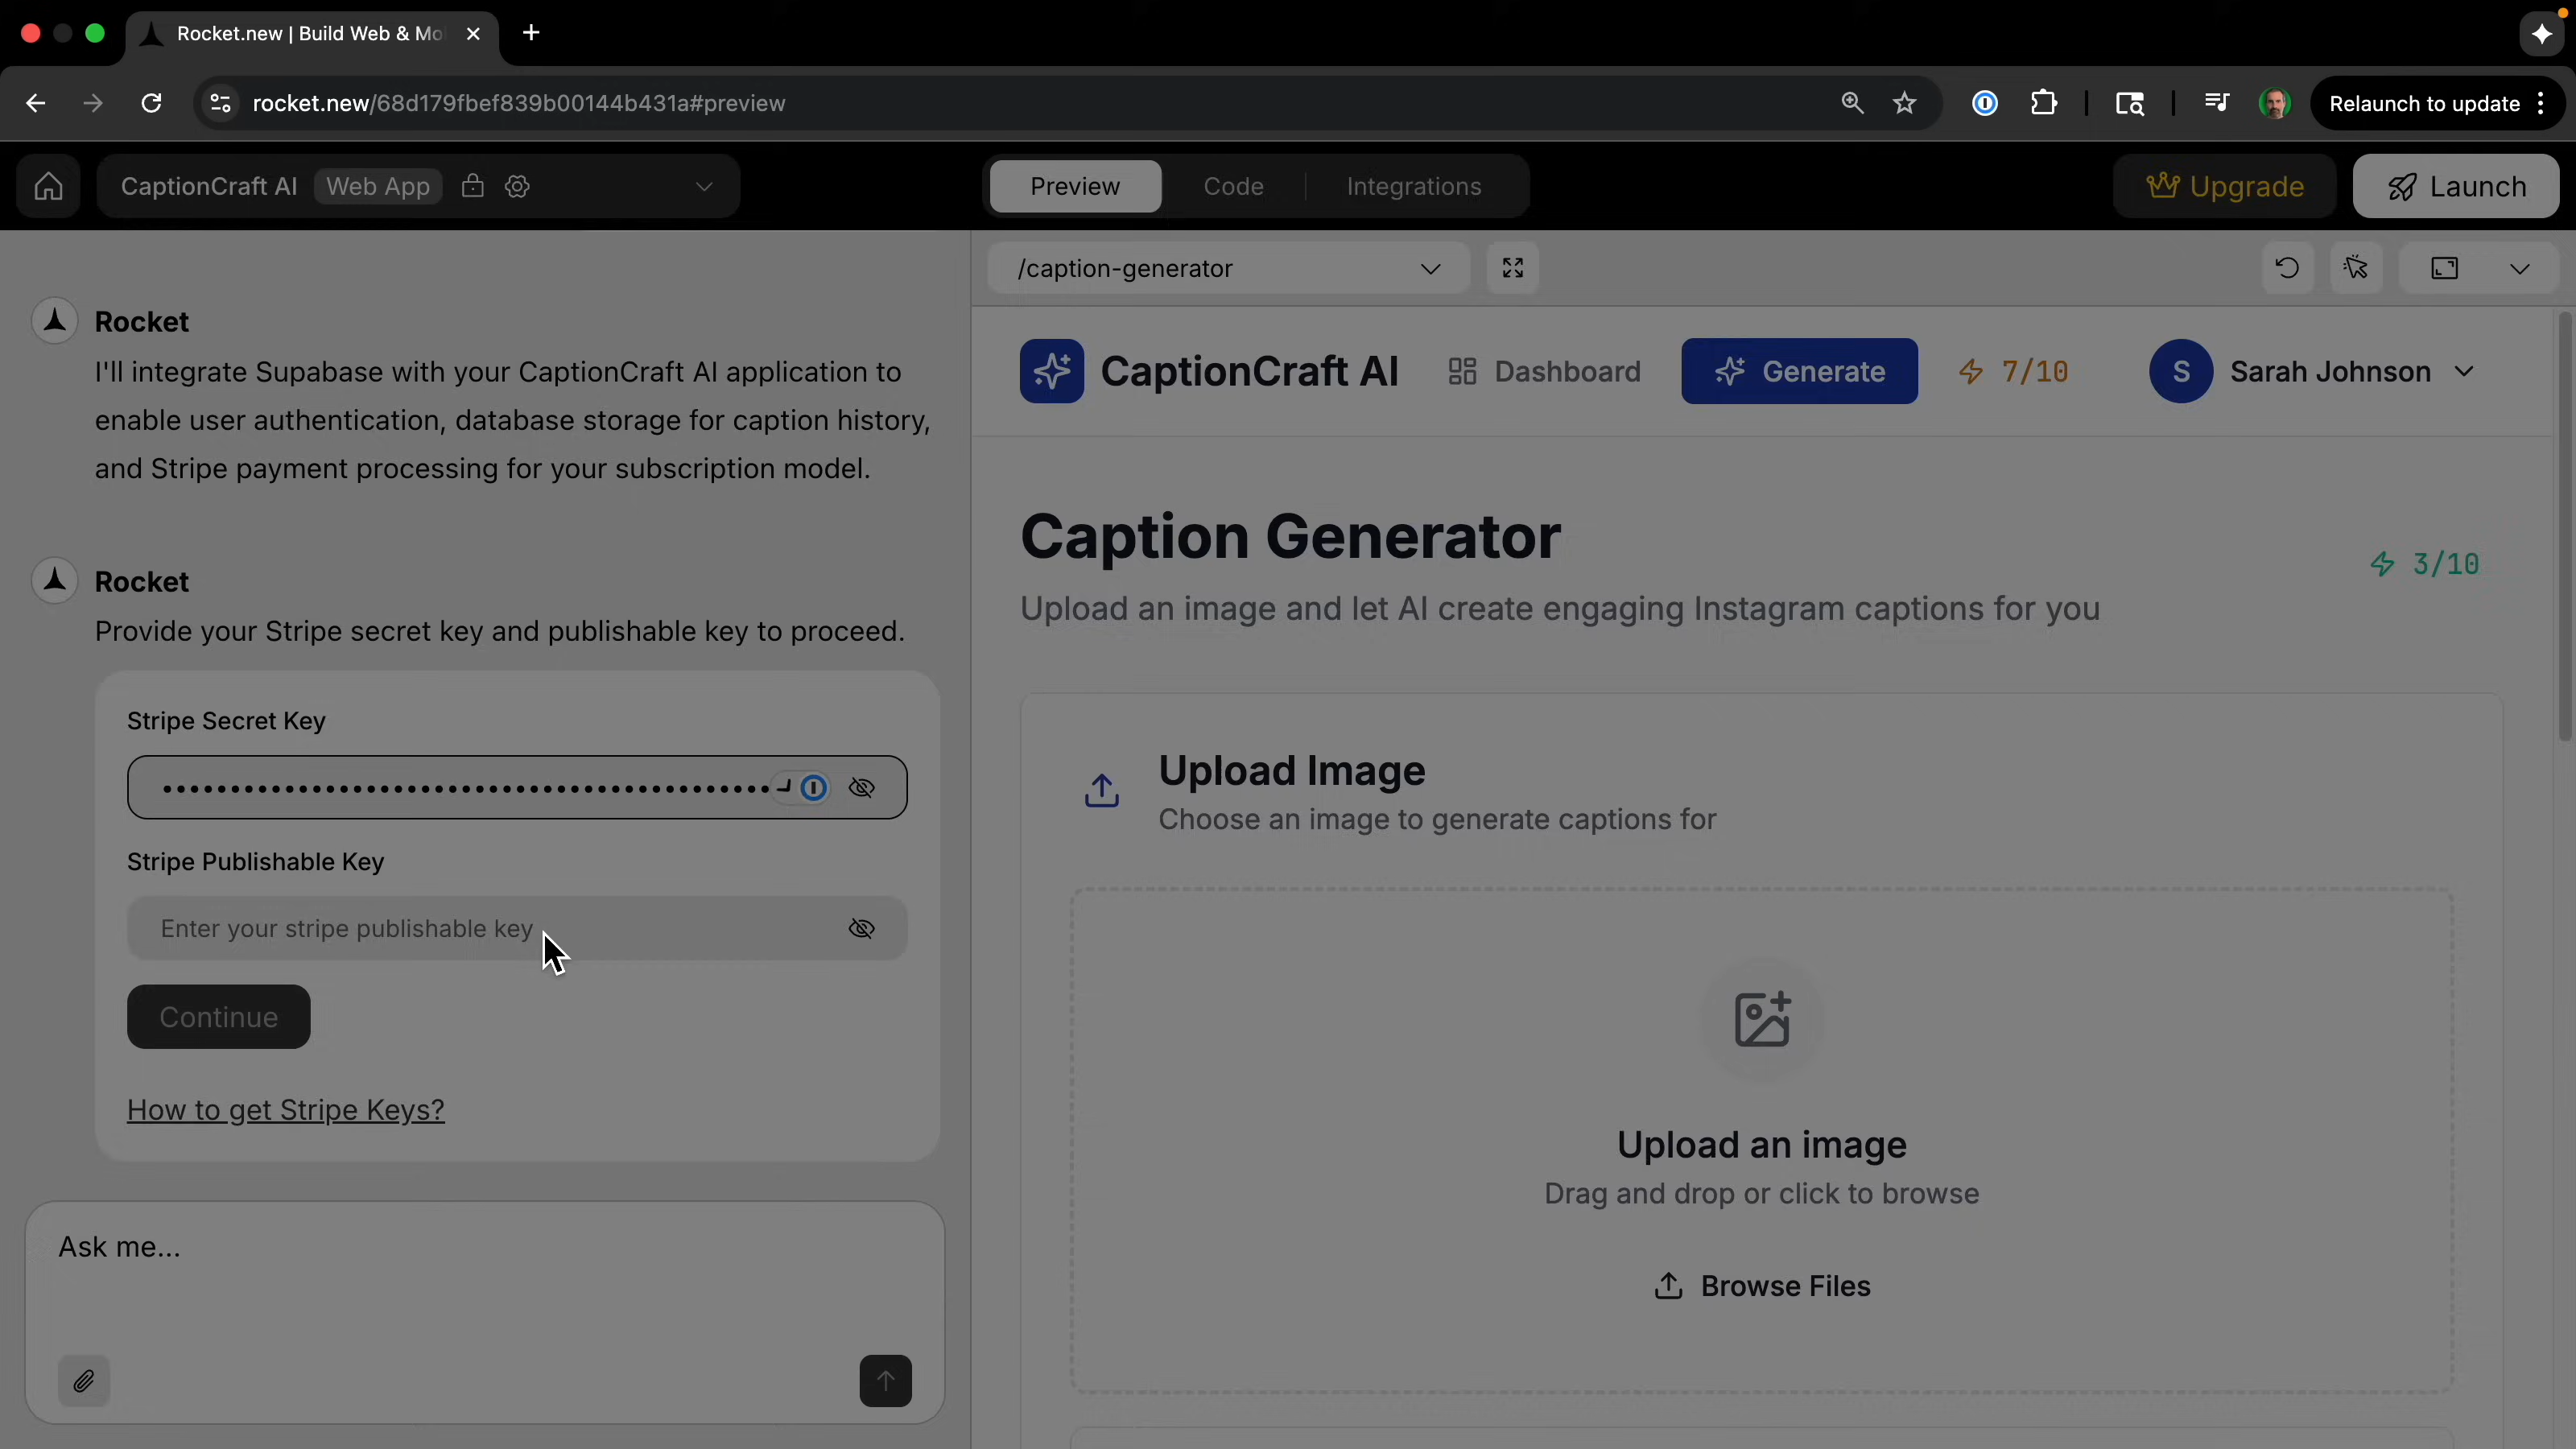 Rocket.new | Build Web & Mo
Relaunch to update
rocket.new/68d179fbef839b00144b431a#preview
CaptionCraft AI
Web App
Preview
Code
Integrations
Upgrade
Launch
Rocket
I'll integrate Supabase with your CaptionCraft AI application to
enable user authentication, database storage for caption history,
and Stripe payment processing for your subscription model.
Rocket
Provide your Stripe secret key and publishable key to proceed.
Stripe Secret Key
Stripe Publishable Key
Enter your stripe publishable key
Continue
How to get Stripe Keys?
Ask me...
/caption-generator
CaptionCraft AI
Dashboard
Generate
7/10
S
Sarah Johnson
Caption Generator
3/10
Upload an image and let AI create engaging Instagram captions for you
Upload Image
Choose an image to generate captions for
Upload an image
Drag and drop or click to browse
Browse Files